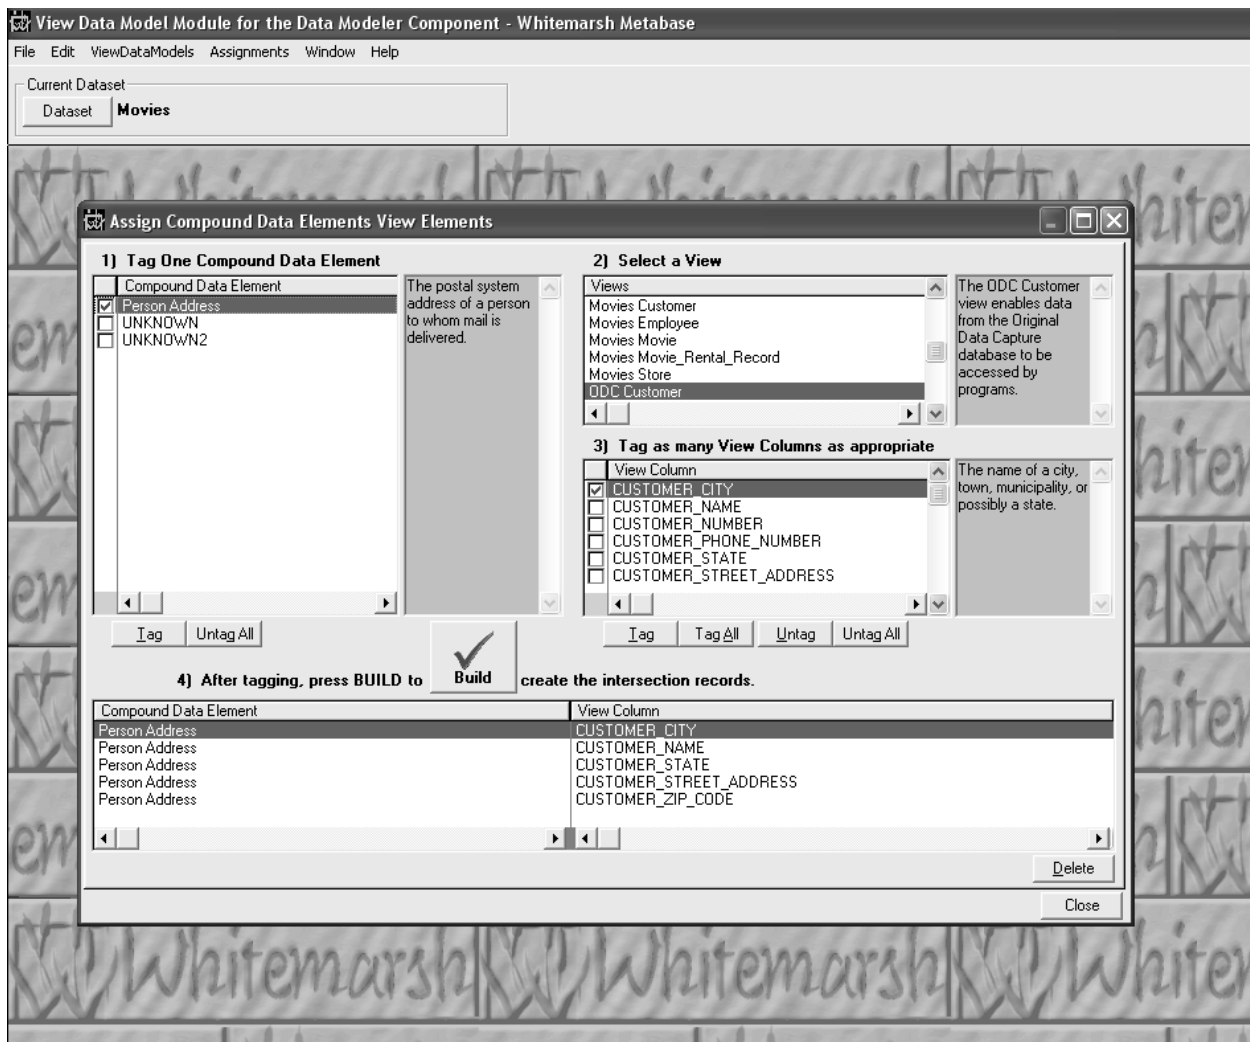 View Data Model Module for the Data Modeler Component - Whitemarsh Metabase
File Edit ViewDataModels Assignments Window Help
Current Dataset
Dataset Movies
Assign Compound Data Elements View Elements
1) Tag One Compound Data Element
Compound Data Element
Person Address
UNKNOWN
UNKNOWN2
The postal system
address of a person
to whom mail is
delivered.
Tag Untag All
2) Select a View
Views
Movies Customer
Movies Employee
Movies Movie
Movies Movie_Rental_Record
Movies Store
ODC Customer
The ODC Customer
view enables data
from the Original
Data Capture
database to be
accessed by
programs.
3) Tag as many View Columns as appropriate
View Column
CUSTOMER_CITY
CUSTOMER_NAME
CUSTOMER_NUMBER
CUSTOMER_PHONE_NUMBER
CUSTOMER_STATE
CUSTOMER_STREET_ADDRESS
The name of a city,
town, municipality, or
possibly a state.
Tag Tag All Untag Untag All
4) After tagging, press BUILD to Build create the intersection records.
Compound Data Element View Column
Person Address CUSTOMER_CITY
Person Address CUSTOMER_NAME
Person Address CUSTOMER_STATE
Person Address CUSTOMER_STREET_ADDRESS
Person Address CUSTOMER_ZIP_CODE
Delete
Close
Whitemarsh Whitemarsh